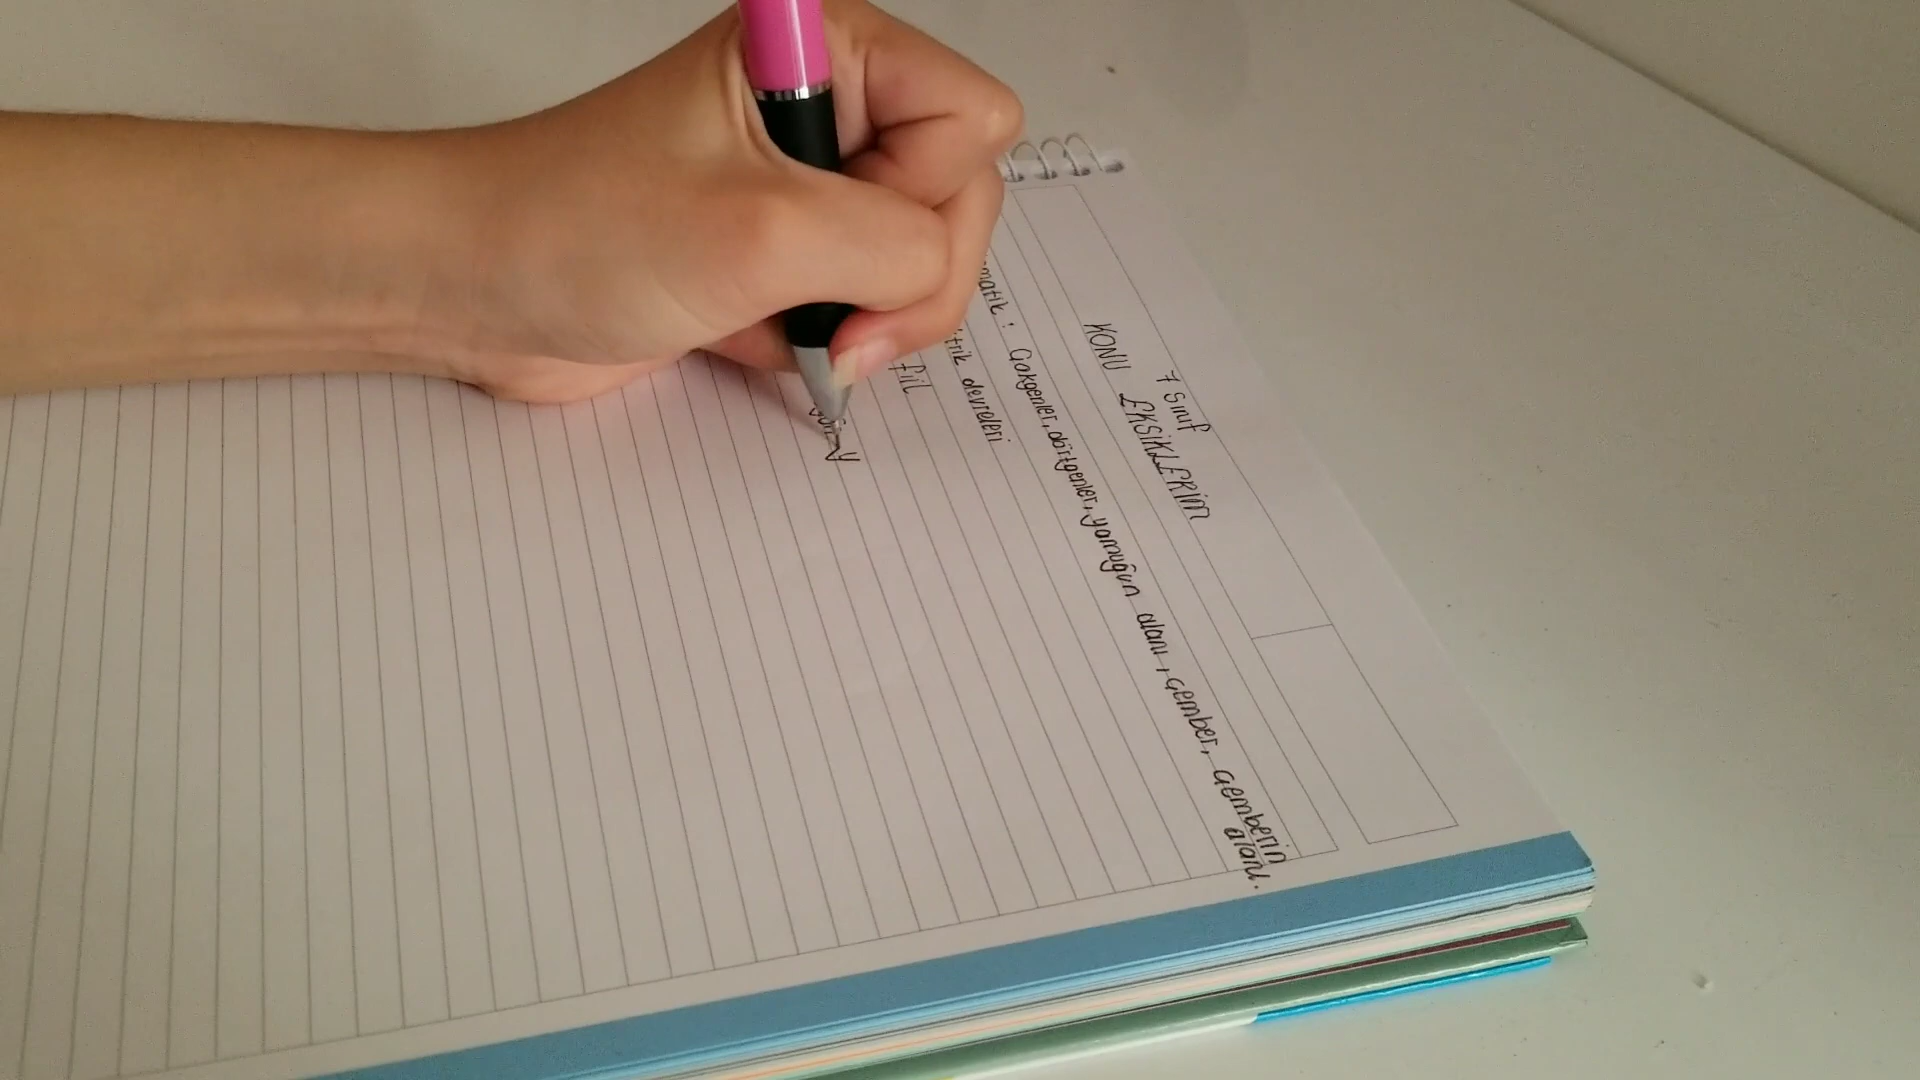 7 Sınıf
KONU EKSİKLERİM
matik : Çokgenler, dörtgenler, yamuğun alanı, çember, çemberin
alanı.
trik devreleri
fiil